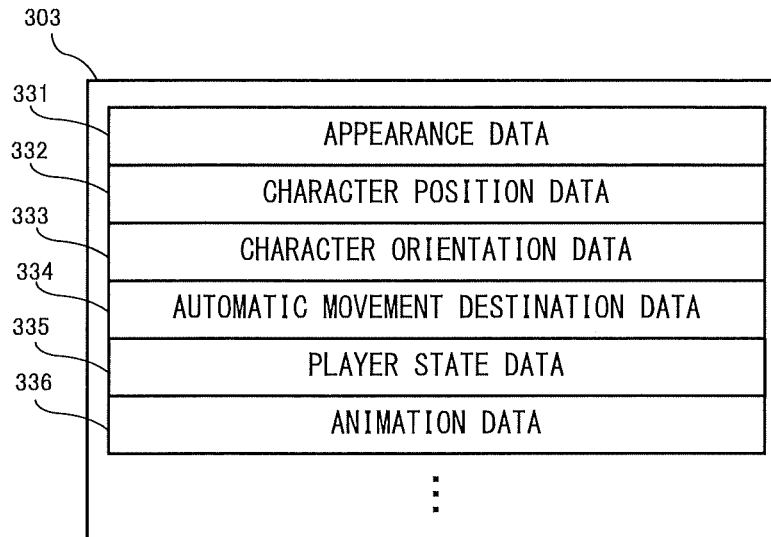 303
331 APPEARANCE DATA
332 CHARACTER POSITION DATA
333 CHARACTER ORIENTATION DATA
334 AUTOMATIC MOVEMENT DESTINATION DATA
335 PLAYER STATE DATA
336 ANIMATION DATA